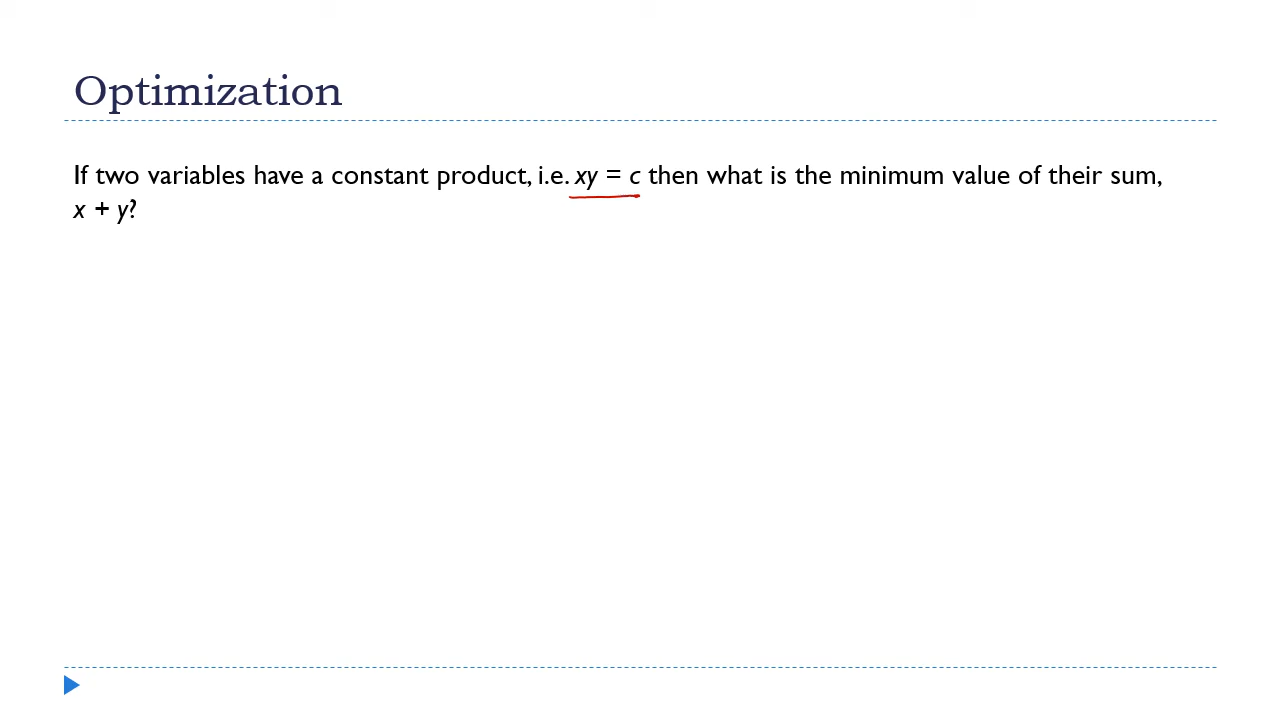 Optimization
If two variables have a constant product, i.e. xy = c then what is the minimum value of their sum,
x + y?